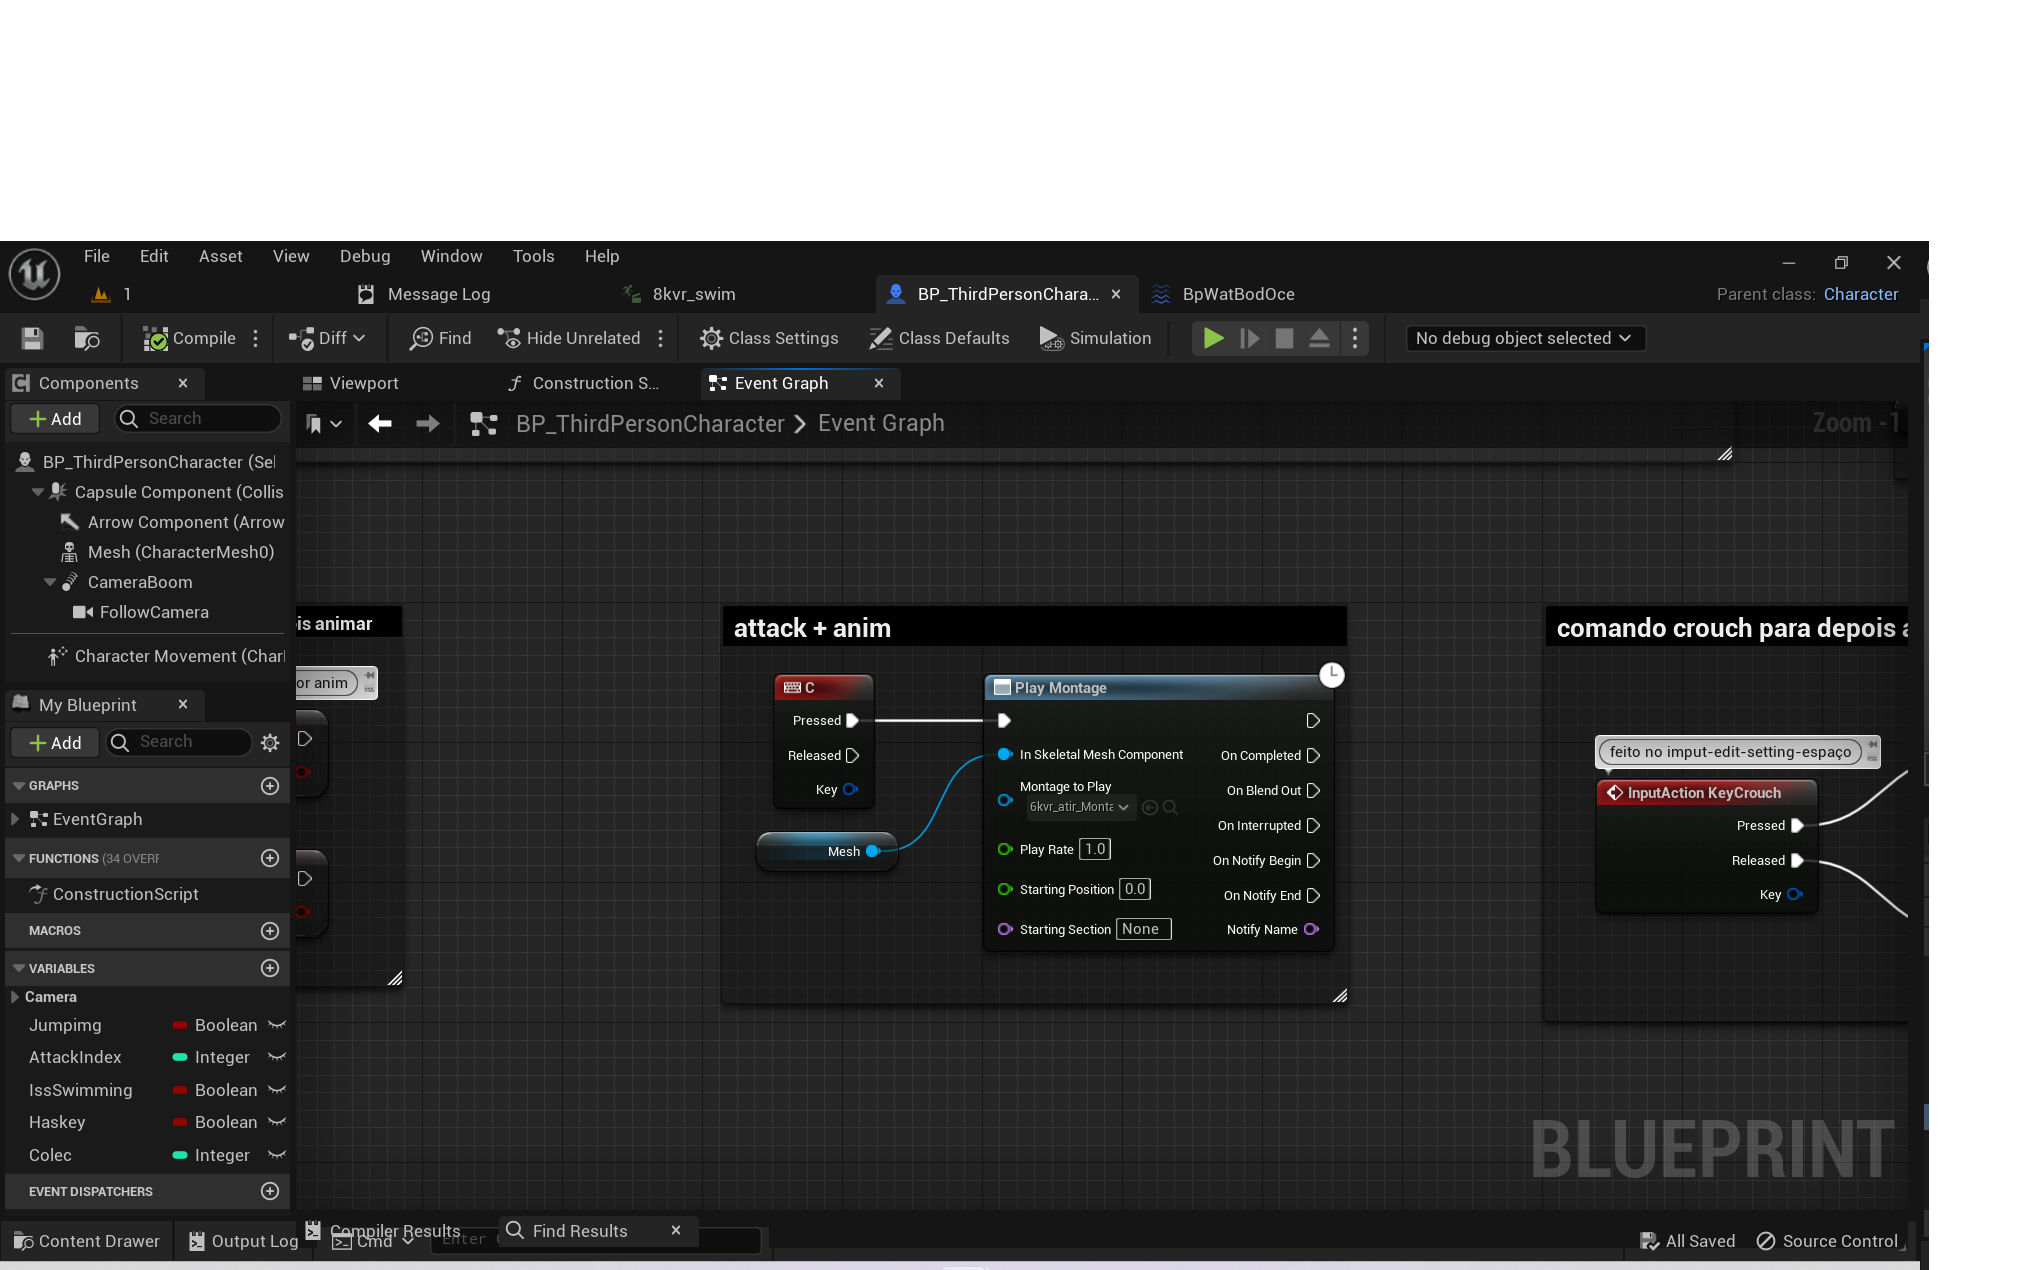 File Edit Asset View Debug Window Tools Help
1 Message Log 8kvr_swim BP_ThirdPersonChara... BpWatBodOce Parent class: Character
Compile Diff Find Hide Unrelated Class Settings Class Defaults Simulation No debug object selected
Components Viewport Construction S... Event Graph
Add Search BP_ThirdPersonCharacter Event Graph Zoom -1
BP_ThirdPersonCharacter (Sel
Capsule Component (Collis
Arrow Component (Arrow
Mesh (CharacterMesh0)
CameraBoom
FollowCamera
Character Movement (Char
My Blueprint
Add Search
GRAPHS
EventGraph
FUNCTIONS (34 OVERR
ConstructionScript
MACROS
VARIABLES
Camera
Jumpimg Boolean
AttackIndex Integer
IssSwimming Boolean
Haskey Boolean
Colec Integer
EVENT DISPATCHERS
is animar
or anim
attack + anim
C
Pressed
Released
Key
Mesh
Play Montage
In Skeletal Mesh Component On Completed
Montage to Play On Blend Out
6kvr_atir_Monta
On Interrupted
Play Rate 1.0 On Notify Begin
Starting Position 0.0 On Notify End
Starting Section None Notify Name
comando crouch para depois a
feito no imput-edit-setting-espaço
InputAction KeyCrouch
Pressed
Released
Key
BLUEPRINT
Compiler Results Find Results
Content Drawer Output Log Cmd Enter All Saved Source Control